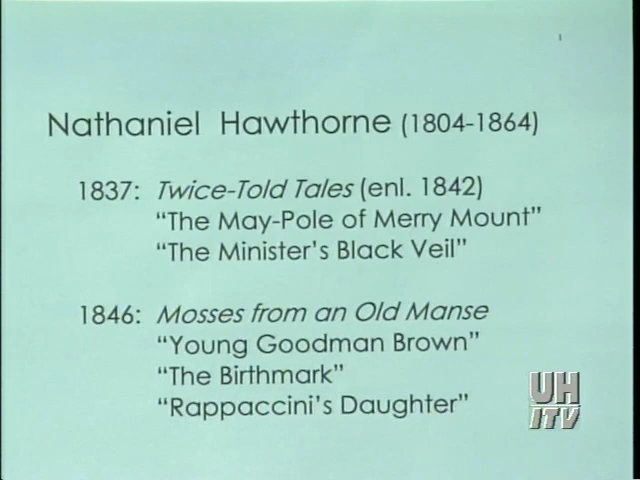 1
Nathaniel Hawthorne (1804-1864)
1837: Twice-Told Tales (enl. 1842)
“The May-Pole of Merry Mount”
“The Minister’s Black Veil”
1846: Mosses from an Old Manse
“Young Goodman Brown”
“The Birthmark”
“Rappaccini’s Daughter”
UH
ITV